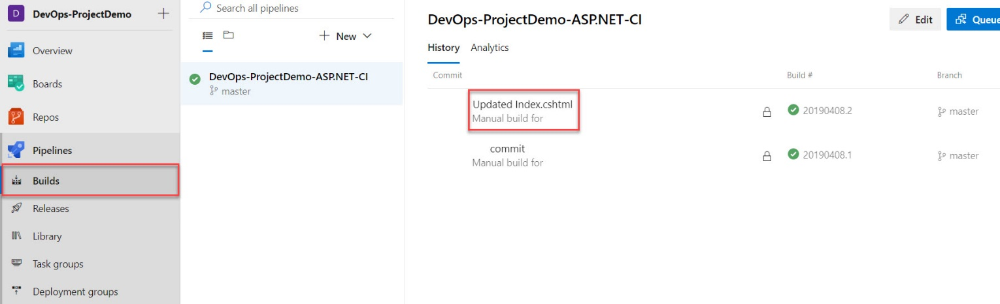 D DevOps-ProjectDemo +
Overview
Boards
Repos
Pipelines
Builds
Releases
Library
Task groups
Deployment groups
Search all pipelines
+ New
DevOps-ProjectDemo-ASP.NET-CI
master
DevOps-ProjectDemo-ASP.NET-CI
Edit
Queue
History Analytics
Commit Build # Branch
Updated Index.cshtml
Manual build for
20190408.2 master
commit
Manual build for
20190408.1 master